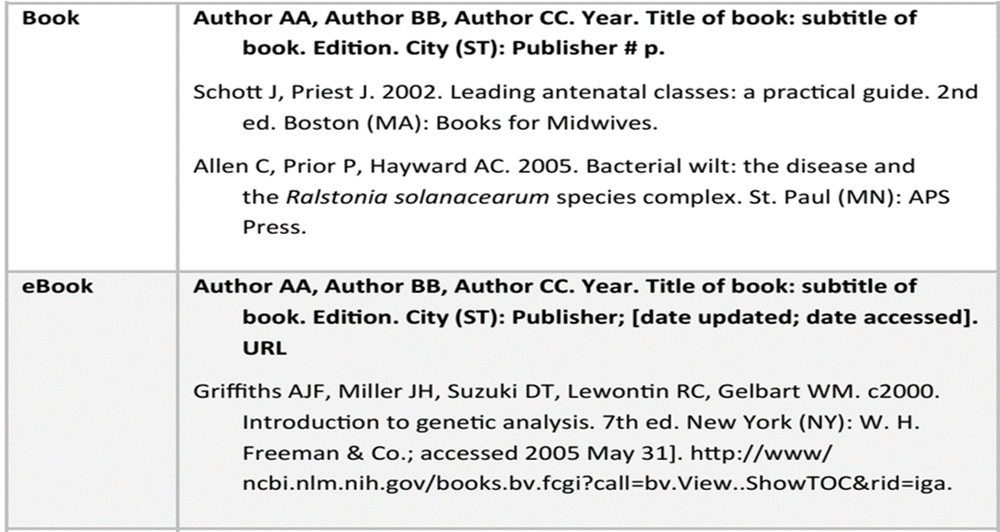 Book
Author AA, Author BB, Author CC. Year. Title of book: subtitle of
book. Edition. City (ST): Publisher # p.
Schott J, Priest J. 2002. Leading antenatal classes: a practical guide. 2nd
ed. Boston (MA): Books for Midwives.
Allen C, Prior P, Hayward AC. 2005. Bacterial wilt: the disease and
the Ralstonia solanacearum species complex. St. Paul (MN): APS
Press.
eBook
Author AA, Author BB, Author CC. Year. Title of book: subtitle of
book. Edition. City (ST): Publisher; [date updated; date accessed].
URL
Griffiths AJF, Miller JH, Suzuki DT, Lewontin RC, Gelbart WM. c2000.
Introduction to genetic analysis. 7th ed. New York (NY): W. H.
Freeman & Co.; accessed 2005 May 31]. http://www/
ncbi.nlm.nih.gov/books.bv.fcgi?call=bv.View..ShowTOC&rid=iga.